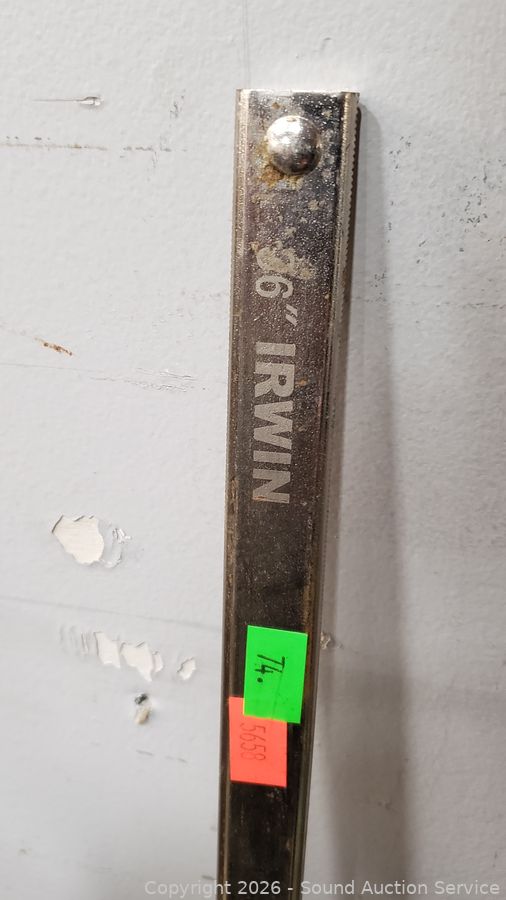 36" IRWIN
74.
5658
Copyright 2026 - Sound Auction Service